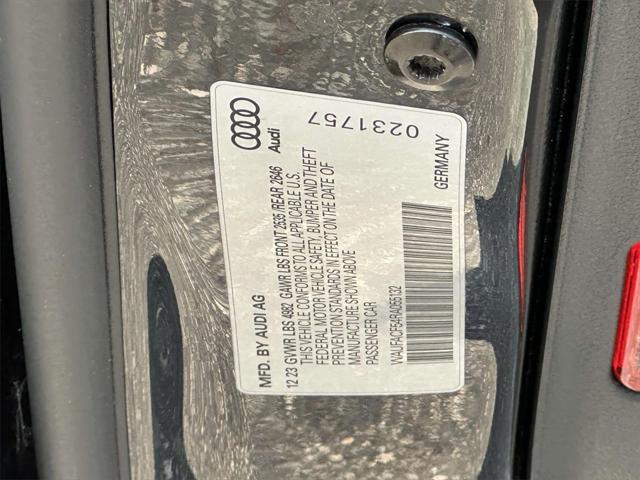 MFD. BY AUDI AG
Audi
12 23 GVWR LBS 4982 GAWR LBS FRONT 2535 /REAR 2646
THIS VEHICLE CONFORMS TO ALL APPLICABLE U.S.
FEDERAL MOTOR VEHICLE SAFETY, BUMPER AND THEFT
PREVENTION STANDARDS IN EFFECT ON THE DATE OF
MANUFACTURE SHOWN ABOVE
PASSENGER CAR
0231757
WAUFACF54RA055132
GERMANY